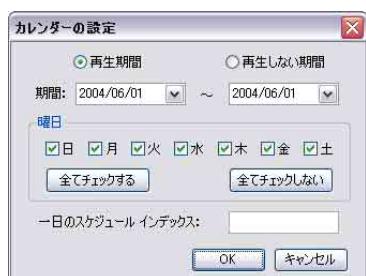 カレンダーの設定
再生期間 再生しない期間
期間: 2004/06/01 ～ 2004/06/01
曜日
日 月 火 水 木 金 土
全てチェックする 全てチェックしない
一日のスケジュール インデックス:
OK キャンセル